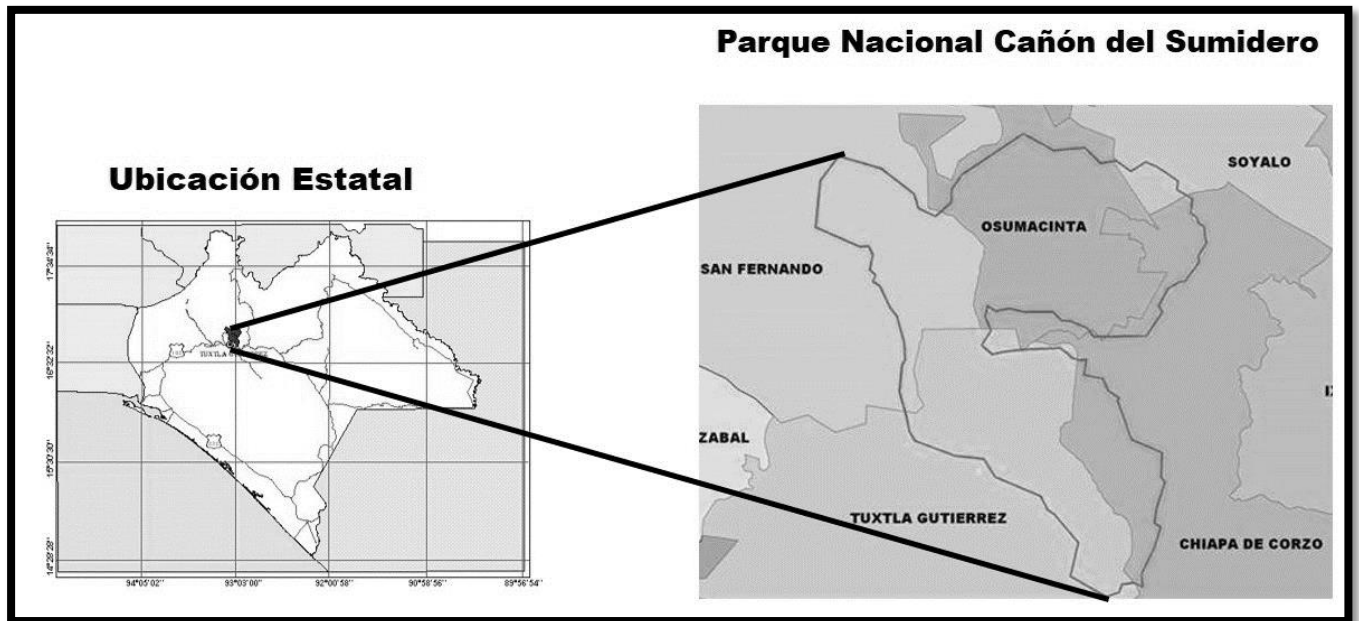 Parque Nacional Cañón del Sumidero
Ubicación Estatal
SOYALO
OSUMACINTA
SAN FERNANDO
ZABAL
TUXTLA GUTIERREZ
CHIAPA DE CORZO
TUXTLA GUTIERREZ
17°34'34''
16°32'32''
15°30'30''
14°28'28''
94°05'02''
93°03'00''
92°00'58''
90°58'56''
89°56'54''